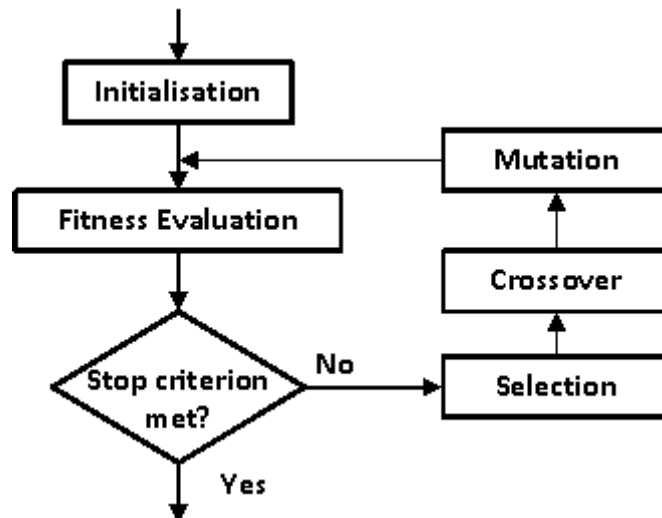 Initialisation
Mutation
Fitness Evaluation
Crossover
Stop criterion
met?
No
Selection
Yes